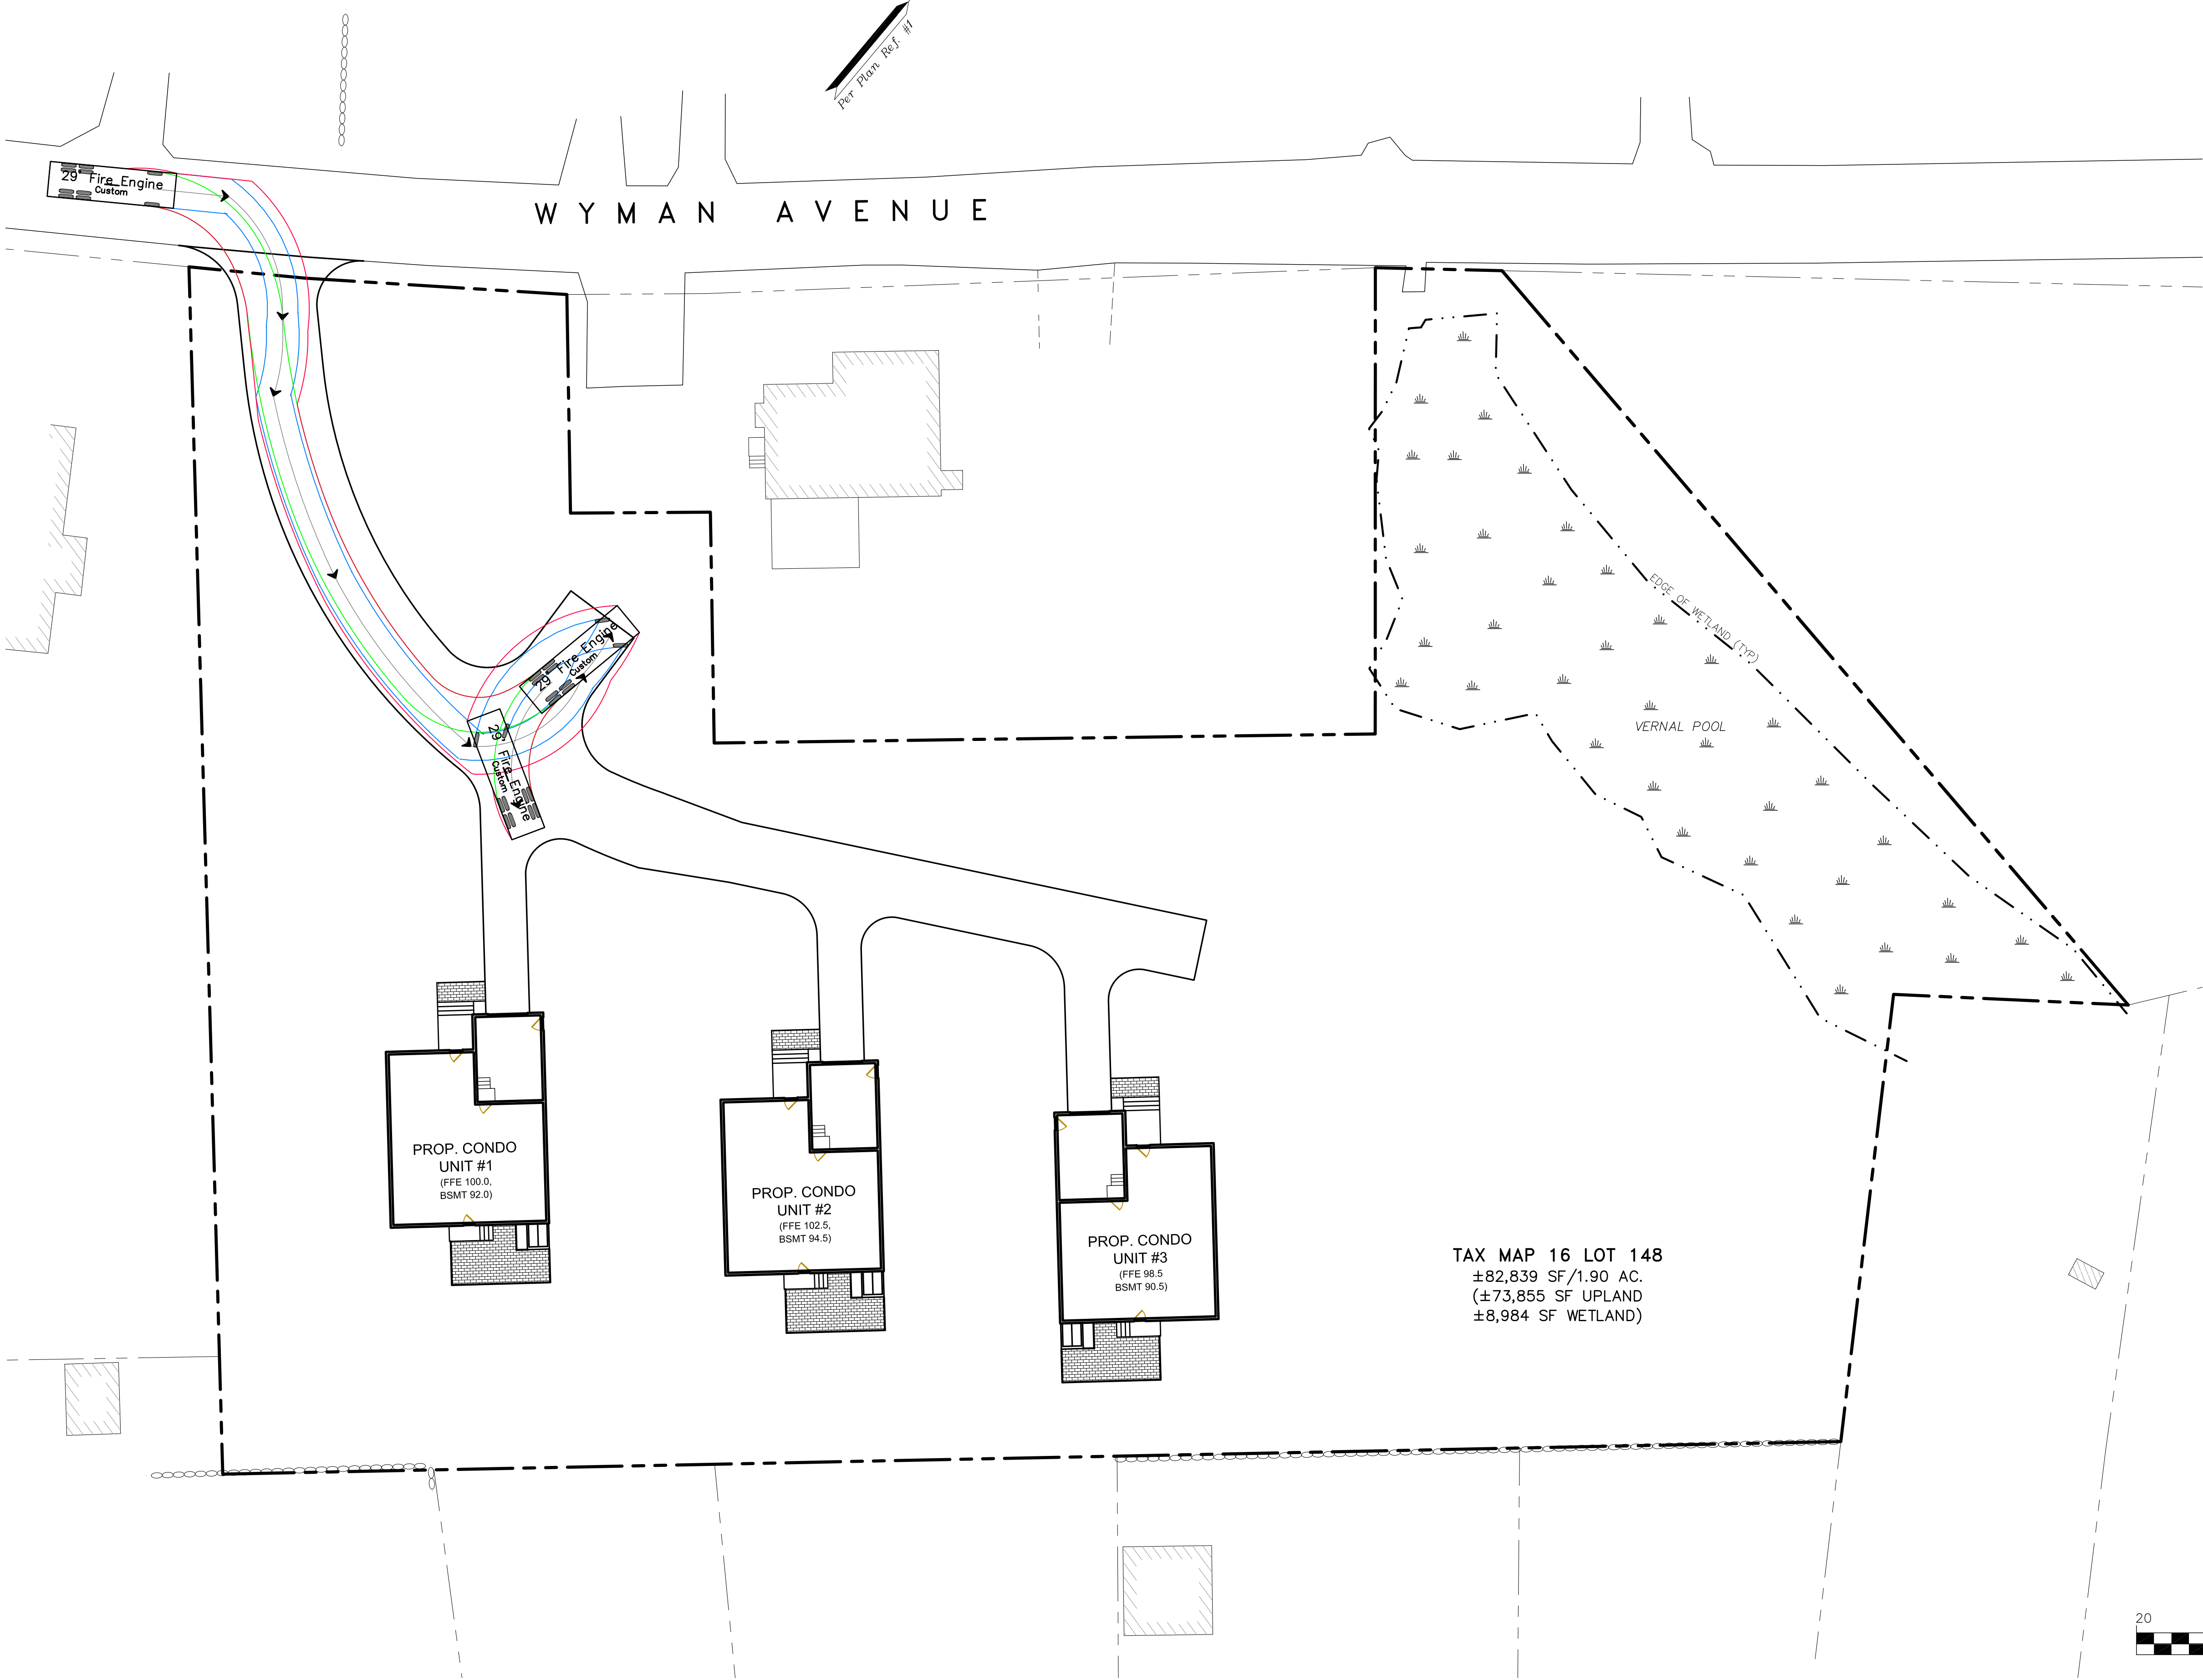 Per Plan Ref. #1
29' Fire Engine
Custom
WYMAN AVENUE
EDGE OF WETLAND (TYP)
29' Fire Engine
Custom
29' Fire Engine
Custom
VERNAL POOL
PROP. CONDO
UNIT #1
(FFE 100.0,
BSMT 92.0)
PROP. CONDO
UNIT #2
(FFE 102.5,
BSMT 94.5)
PROP. CONDO
UNIT #3
(FFE 98.5
BSMT 90.5)
TAX MAP 16 LOT 148
±82,839 SF/1.90 AC.
(±73,855 SF UPLAND
±8,984 SF WETLAND)
20